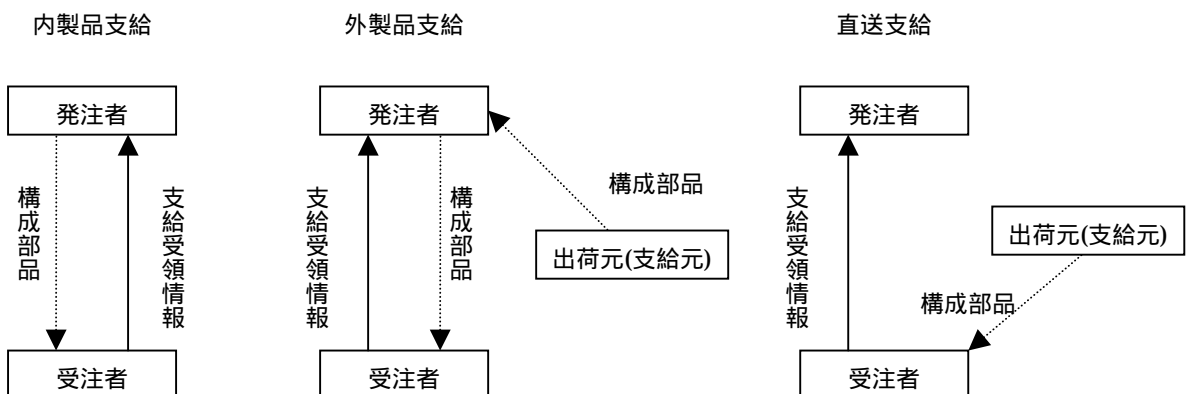 内製品支給
外製品支給
直送支給
発注者
発注者
発注者
構成部品
支給受領情報
支給受領情報
構成部品
構成部品
出荷元(支給元)
支給受領情報
出荷元(支給元)
構成部品
受注者
受注者
受注者